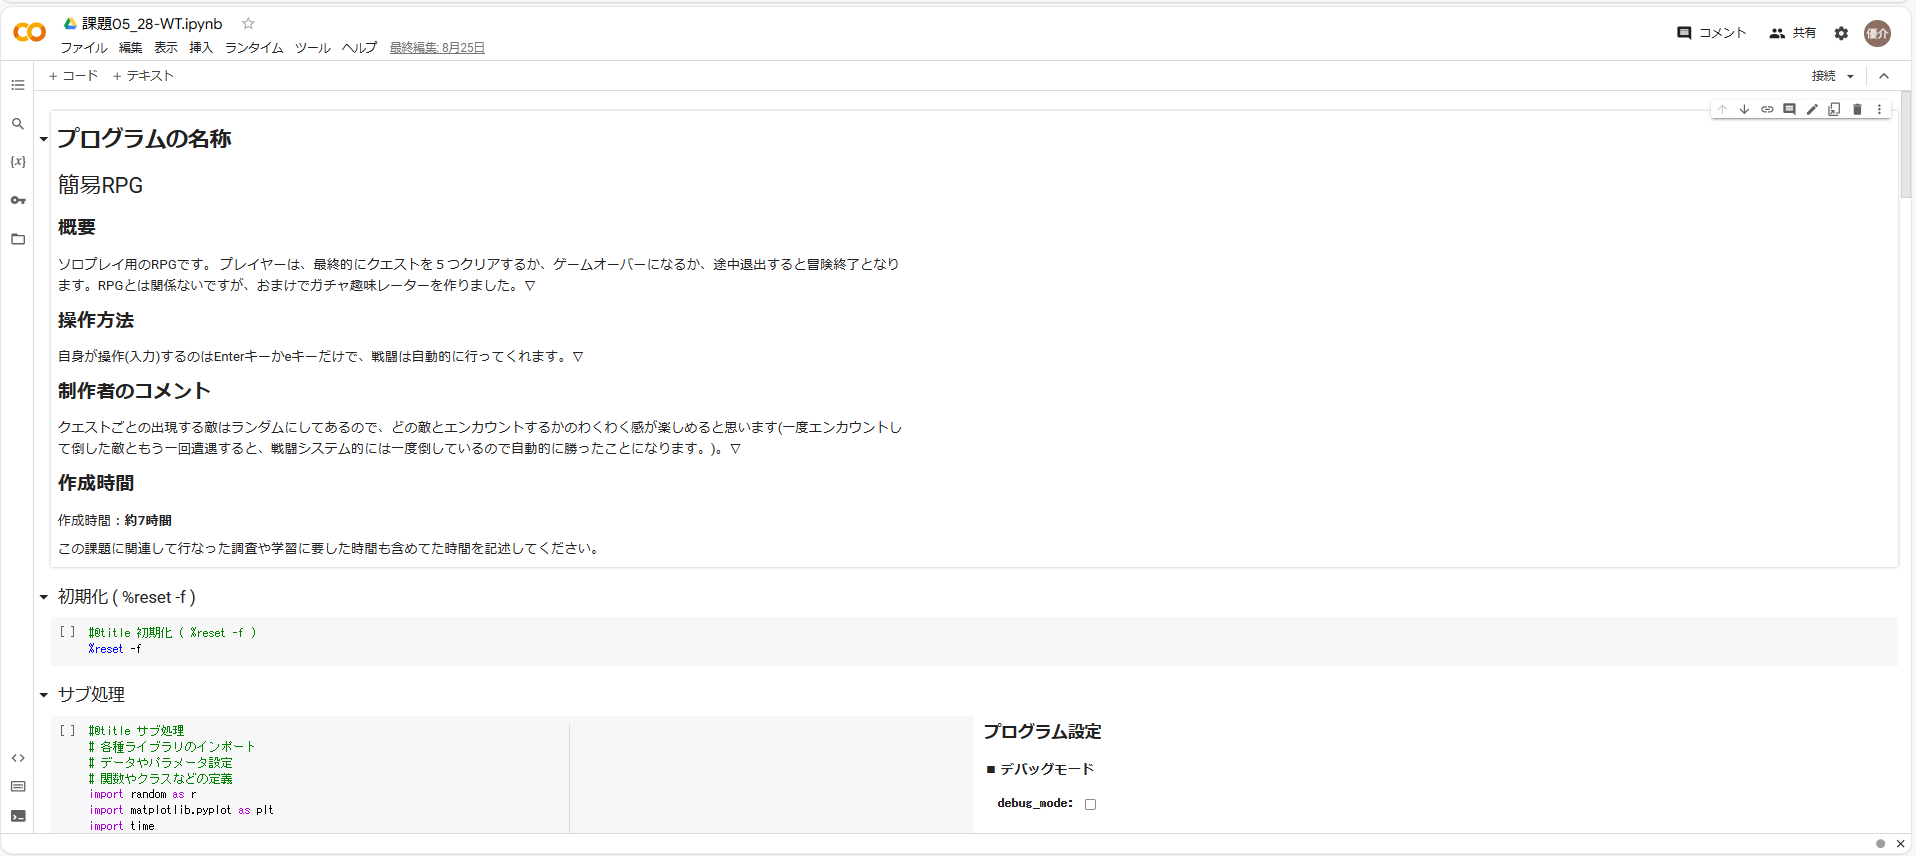 課題05_28-WT.ipynb
ファイル 編集 表示 挿入 ランタイム ツール ヘルプ 最終編集: 8月25日
コメント 共有 優介
+ コード + テキスト 接続
プログラムの名称
簡易RPG
概要
ソロプレイ用のRPGです。 プレイヤーは、最終的にクエストを５つクリアするか、ゲームオーバーになるか、途中退出すると冒険終了となり
ます。RPGとは関係ないですが、おまけでガチャ趣味レーターを作りました。▽
操作方法
自身が操作(入力)するのはEnterキーかeキーだけで、戦闘は自動的に行ってくれます。▽
制作者のコメント
クエストごとの出現する敵はランダムにしてあるので、どの敵とエンカウントするかのわくわく感が楽しめると思います(一度エンカウントし
て倒した敵ともう一回遭遇すると、戦闘システム的には一度倒しているので自動的に勝ったことになります。)。▽
作成時間
作成時間：約7時間
この課題に関連して行なった調査や学習に要した時間も含めてた時間を記述してください。
初期化 ( %reset -f )
[ ] #@title 初期化 ( %reset -f )
%reset -f
サブ処理
[ ] #@title サブ処理
# 各種ライブラリのインポート
# データやパラメータ設定
# 関数やクラスなどの定義
import random as r
import matplotlib.pyplot as plt
import time
プログラム設定
■ デバッグモード
debug_mode: